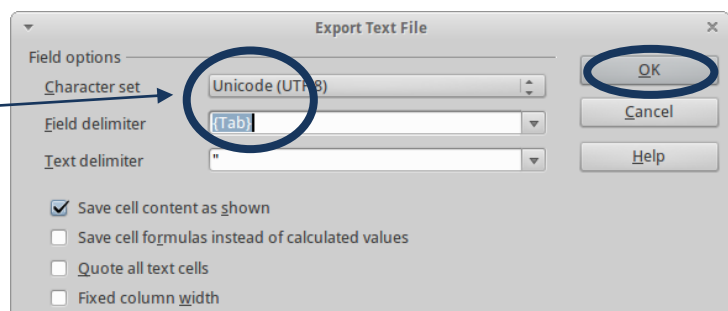 Export Text File
Field options
Character set
Unicode (UTF-8)
OK
Field delimiter
{Tab}
Cancel
Text delimiter
"
Help
Save cell content as shown
Save cell formulas instead of calculated values
Quote all text cells
Fixed column width